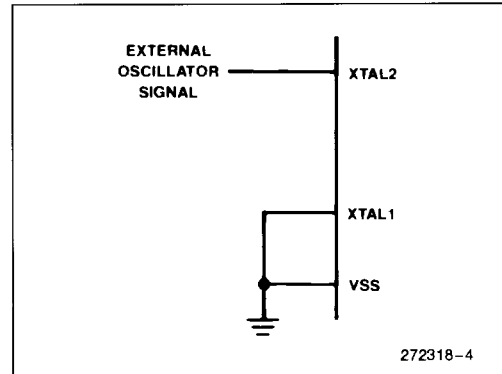 EXTERNAL
OSCILLATOR
SIGNAL
XTAL2
XTAL1
VSS
272318-4